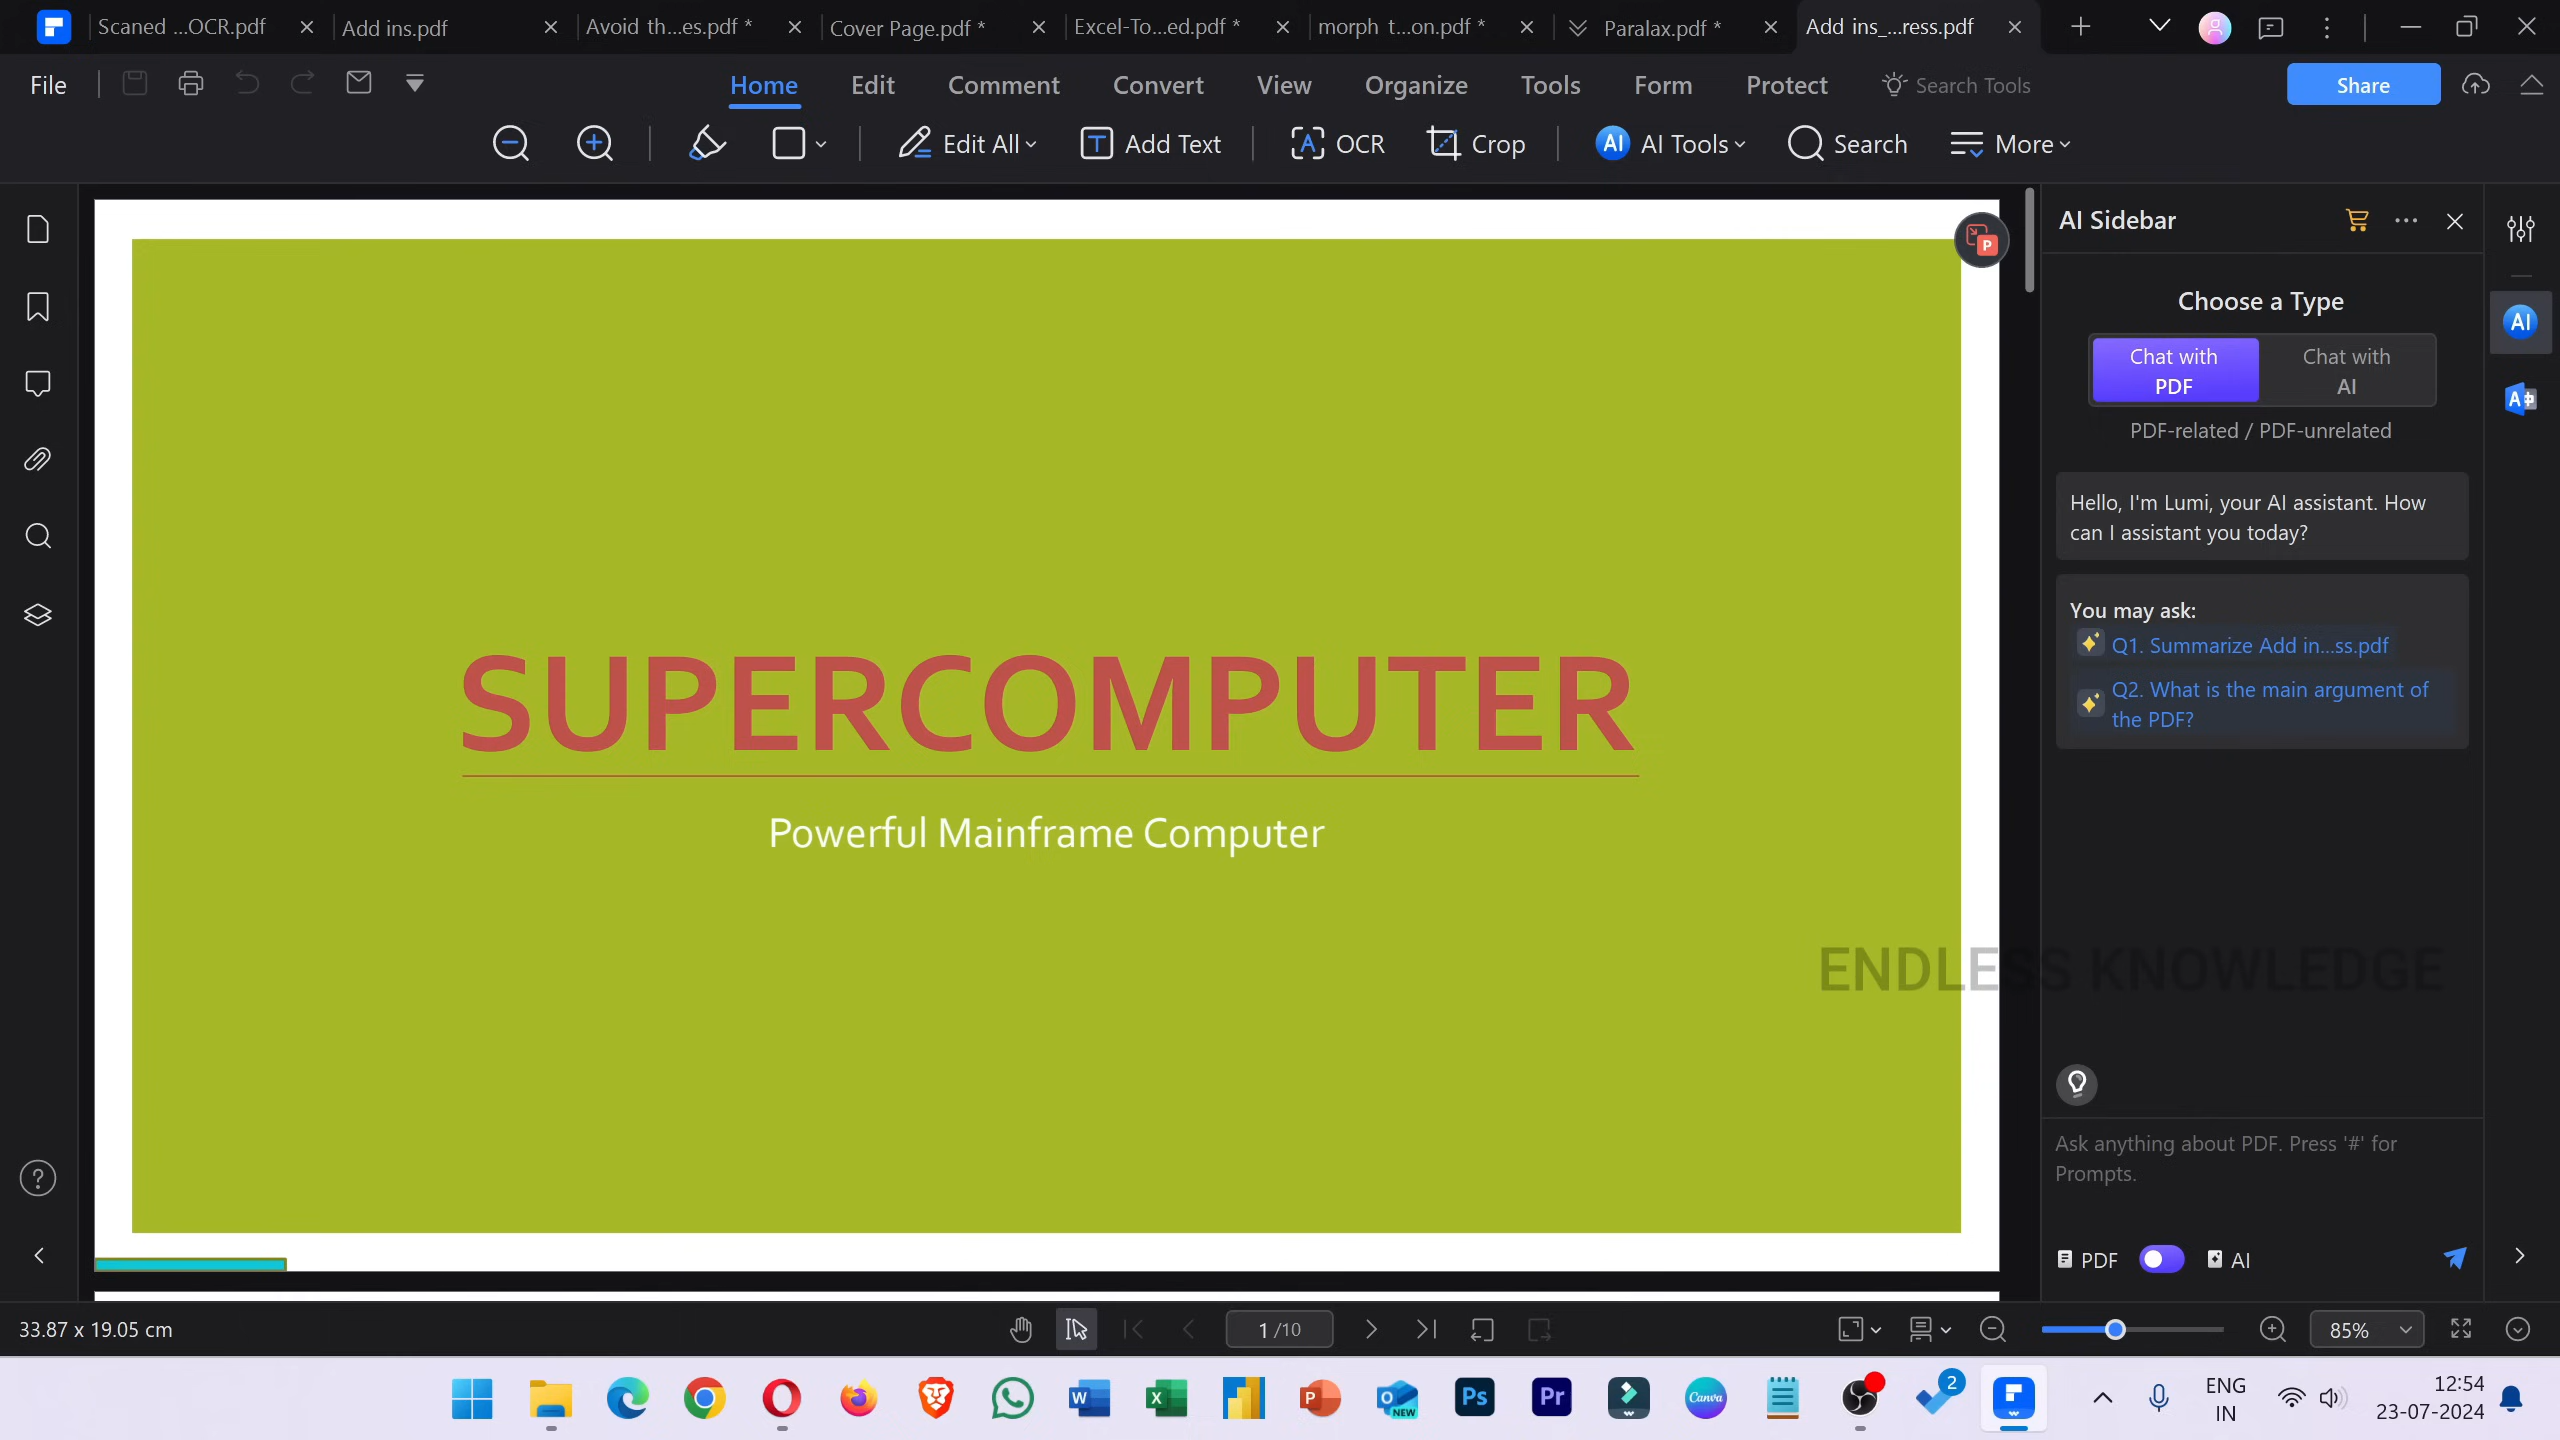 Scaned ...OCR.pdf
Add ins.pdf
Avoid th...es.pdf *
Cover Page.pdf *
Excel-To...ed.pdf *
morph t...on.pdf *
Paralax.pdf *
Add ins_...ress.pdf
File
Home
Edit
Comment
Convert
View
Organize
Tools
Form
Protect
Search Tools
Share
Edit All
Add Text
OCR
Crop
AI Tools
Search
More
AI Sidebar
Choose a Type
Chat with
PDF
Chat with
AI
PDF-related / PDF-unrelated
Hello, I'm Lumi, your AI assistant. How
can I assistant you today?
You may ask:
Q1. Summarize Add in...ss.pdf
Q2. What is the main argument of
the PDF?
SUPERCOMPUTER
Powerful Mainframe Computer
ENDLESS KNOWLEDGE
Ask anything about PDF. Press '#' for
Prompts.
PDF
AI
33.87 x 19.05 cm
1 /10
85%
NEW
Ps
Pr
Canva
2
ENG
IN
12:54
23-07-2024